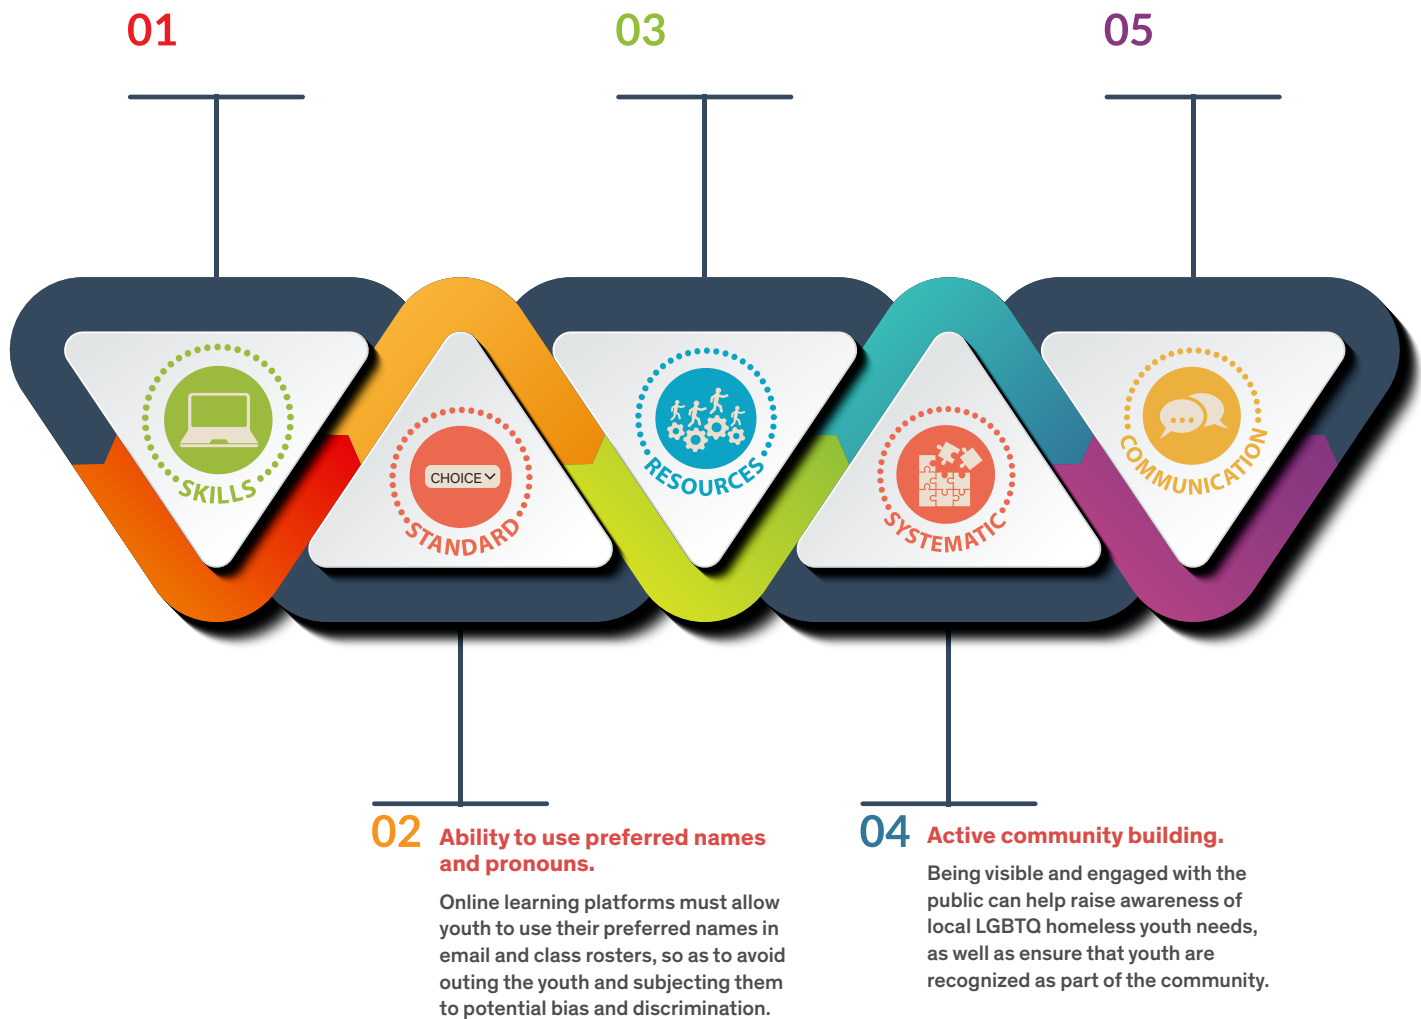 01
03
05
SKILLS
CHOICE
STANDARD
RESOURCES
SYSTEMATIC
COMMUNICATION
02
Ability to use preferred names
and pronouns.
Online learning platforms must allow
youth to use their preferred names in
email and class rosters, so as to avoid
outing the youth and subjecting them
to potential bias and discrimination.
04
Active community building.
Being visible and engaged with the
public can help raise awareness of
local LGBTQ homeless youth needs,
as well as ensure that youth are
recognized as part of the community.